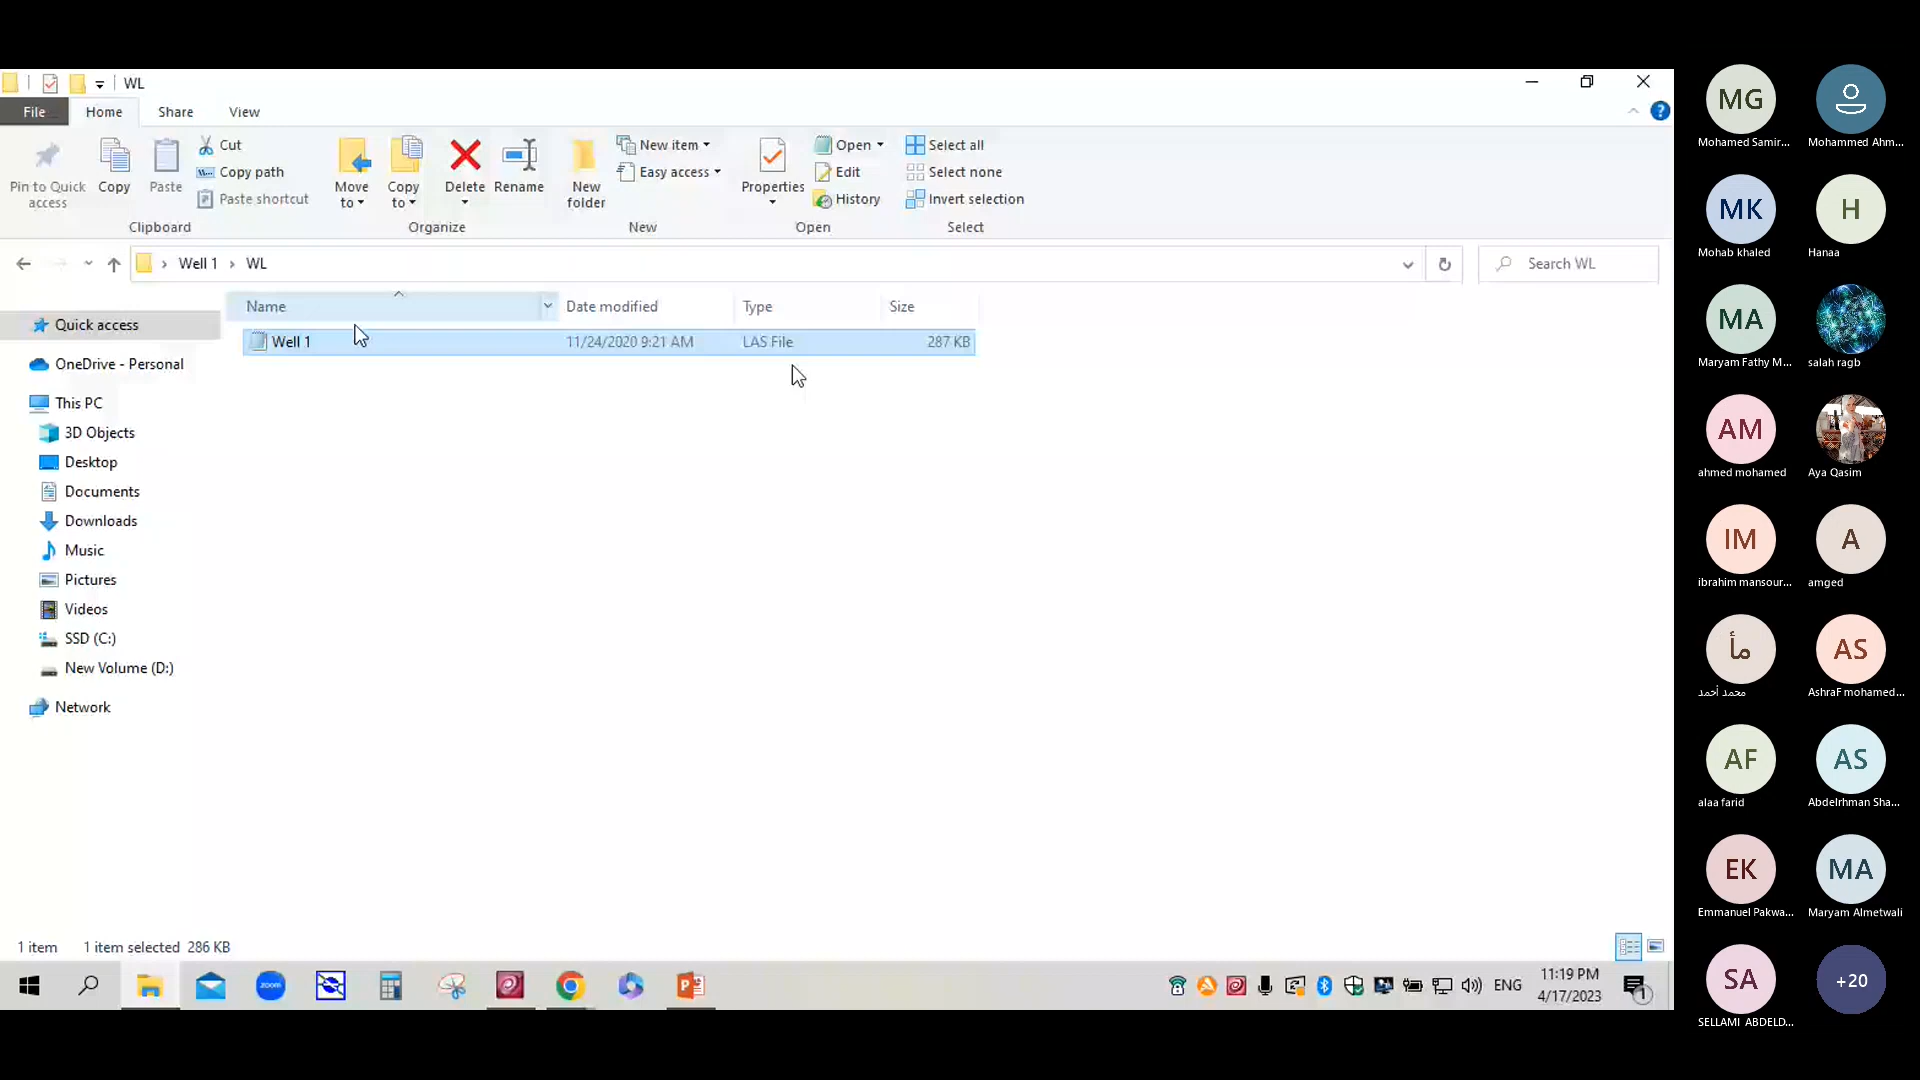 WL
File Home Share View
Pin to Quick access
Copy
Paste
Cut
Copy path
Paste shortcut
Clipboard
Move to
Copy to
Delete
Rename
Organize
New folder
New item
Easy access
New
Properties
Open
Edit
History
Open
Select all
Select none
Invert selection
Select
Well 1 WL
Search WL
Name Date modified Type Size
Well 1 11/24/2020 9:21 AM LAS File 287 KB
Quick access
OneDrive - Personal
This PC
3D Objects
Desktop
Documents
Downloads
Music
Pictures
Videos
SSD (C:)
New Volume (D:)
Network
1 item 1 item selected 286 KB
zoom
ENG
11:19 PM
4/17/2023
1
MG
Mohamed Samir...
Mohammed Ahm...
MK
Mohab khaled
H
Hanaa
MA
Maryam Fathy M...
salah ragb
AM
ahmed mohamed
Aya Qasim
IM
ibrahim mansour...
A
amged
مأ
محمد أحمد
AS
AshraF mohamed...
AF
alaa farid
AS
Abdelrhman Sha...
EK
Emmanuel Pakwa...
MA
Maryam Almetwali
SA
SELLAMI ABDELD...
+20